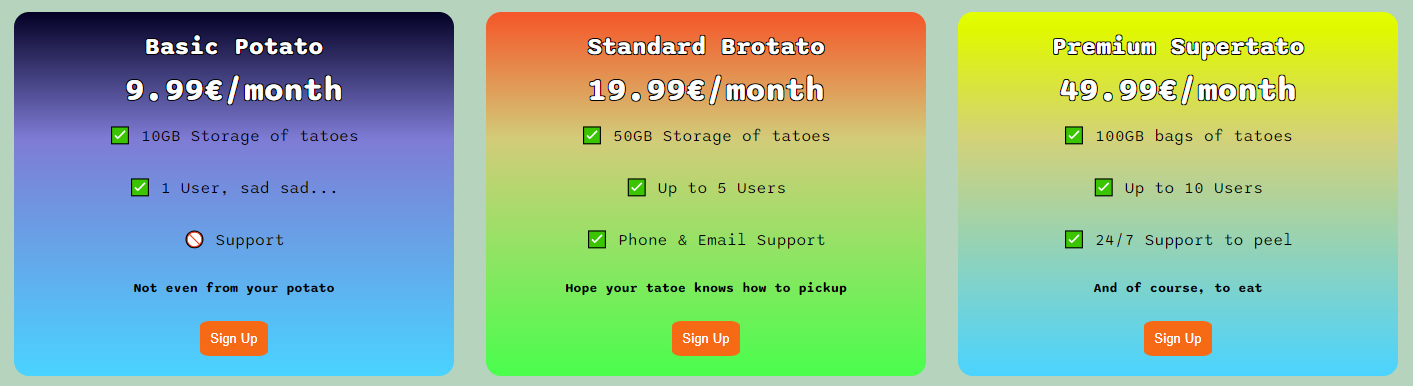 Basic Potato
9.99€/month
10GB Storage of tatoes
1 User, sad sad...
Support
Not even from your potato
Sign Up
Standard Brotato
19.99€/month
50GB Storage of tatoes
Up to 5 Users
Phone & Email Support
Hope your tatoe knows how to pickup
Sign Up
Premium Supertato
49.99€/month
100GB bags of tatoes
Up to 10 Users
24/7 Support to peel
And of course, to eat
Sign Up